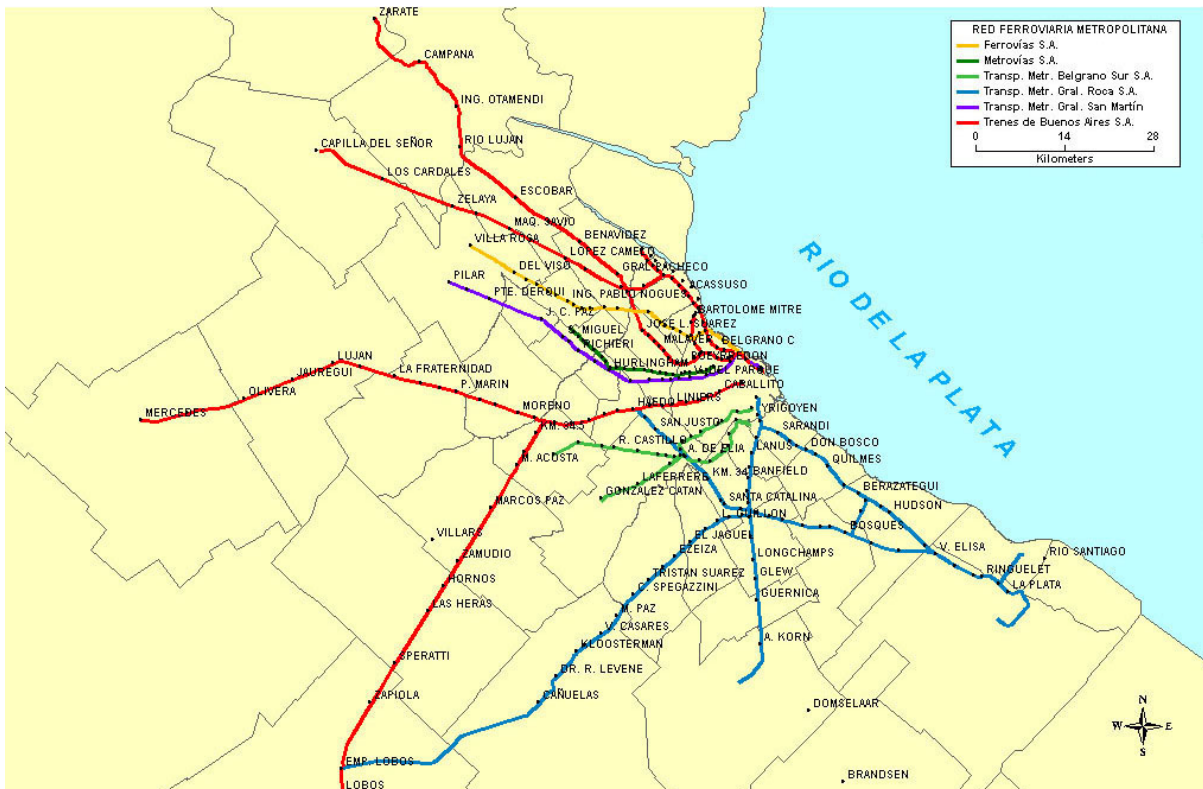 ZARATE
RED FERROVIARIA METROPOLITANA
Ferrovías S.A.
Metrovías S.A.
Transp. Metr. Belgrano Sur S.A.
Transp. Metr. Gral. Roca S.A.
Transp. Metr. Gral. San Martín
Trenes de Buenos Aires S.A.
0 14 28
Kilometers
CAMPANA
ING. OTAMENDI
CAPILLA DEL SEÑOR
RIO LUJAN
LOS CARDALES
ESCOBAR
ZELAYA
MAQ. SAVIO
BENAVIDEZ
VILLA ROSA
LOPEZ CAMELO
RIO DE LA PLATA
DEL VISO
GRAL PACHECO
PILAR
ACASSUSO
PTE. DERQUI
ING. PABLO NOGUES
J. C. PAZ
BARTOLOME MITRE
S. MIGUEL
JOSE L. SUAREZ
PICHIERI
MALAVER
BELGRANO C
LUJAN
HURLINGHAM
PUEYRREDON
JAUREGUI
LA FRATERNIDAD
V. DEL PARQUE
OLIVERA
P. MARIN
CABALLITO
MERCEDES
MORENO
HAEDO
LINIERS
YRIGOYEN
KM. 34.5
SAN JUSTO
SARANDI
R. CASTILLO
A. DE ELIA
LANUS
DON BOSCO
M. ACOSTA
QUILMES
LAFERRERE
KM. 34
BANFIELD
GONZALEZ CATAN
BERAZATEGUI
MARCOS PAZ
SANTA CATALINA
HUDSON
L. GUILLON
BOSQUES
VILLARS
EL JAGUEL
ZAMUDIO
EZEIZA
LONGCHAMPS
V. ELISA
RIO SANTIAGO
HORNOS
TRISTAN SUAREZ
GLEW
RINGUELET
C. SPEGAZZINI
GUERNICA
LA PLATA
LAS HERAS
M. PAZ
V. CASARES
A. KORN
KLOOSTERMAN
SPERATTI
DR. R. LEVENE
ZAPIOLA
CAÑUELAS
DOMSELAAR
N
W E
S
EMP. LOBOS
BRANDSEN
LOBOS